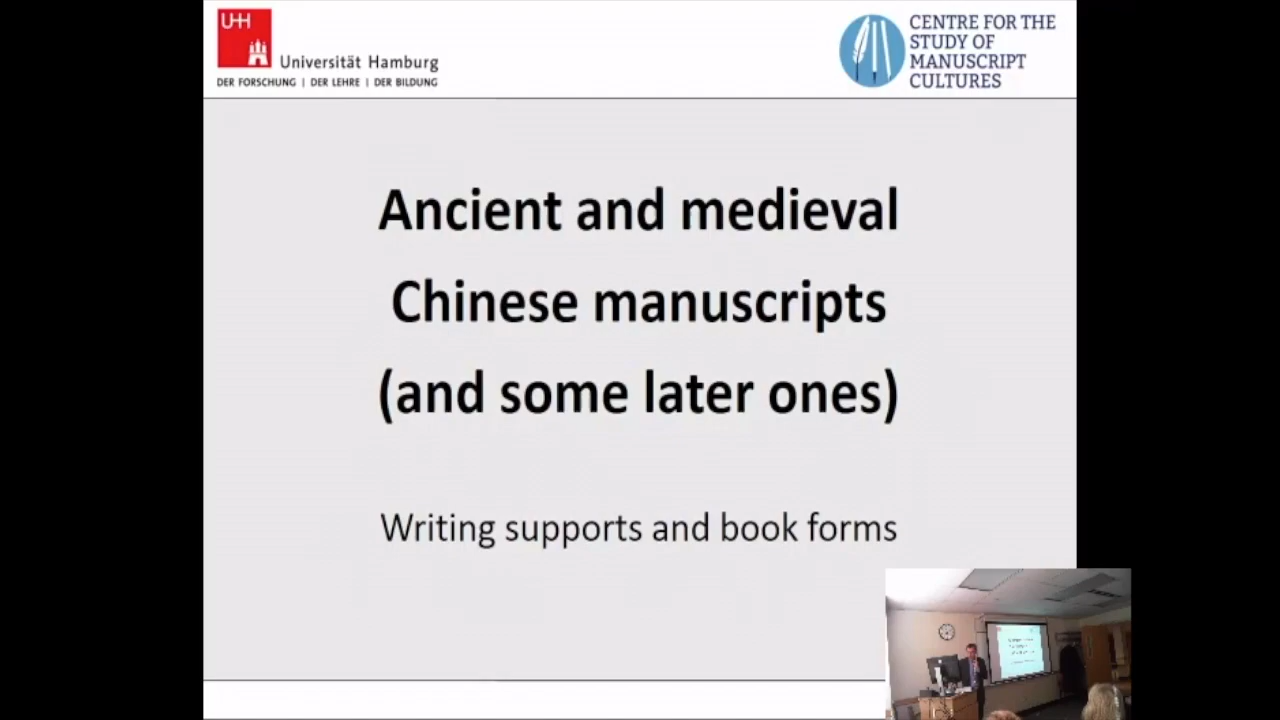 UHH
Universität Hamburg
DER FORSCHUNG | DER LEHRE | DER BILDUNG
CENTRE FOR THE
STUDY OF
MANUSCRIPT
CULTURES
Ancient and medieval
Chinese manuscripts
(and some later ones)
Writing supports and book forms